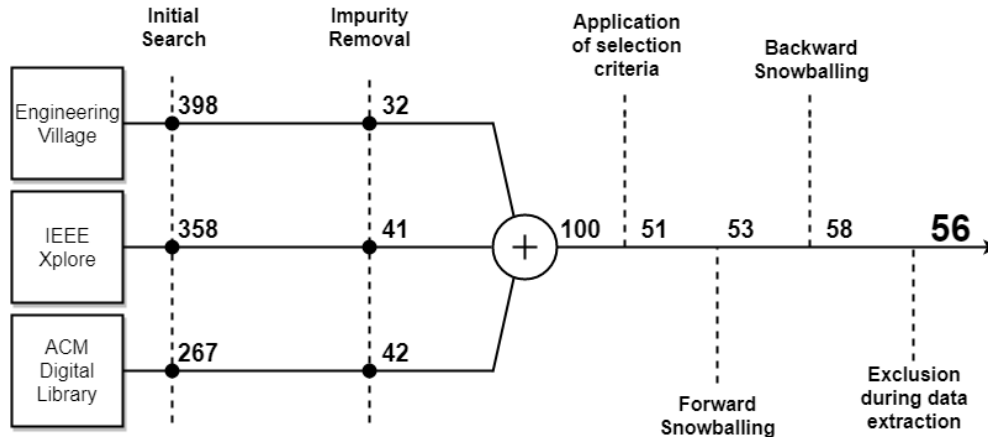 Initial
Search
Impurity
Removal
Application
of selection
criteria
Backward
Snowballing
Engineering
Village
398
32
IEEE
Xplore
358
41
+
100
51
53
58
56
ACM
Digital
Library
267
42
Forward
Snowballing
Exclusion
during data
extraction